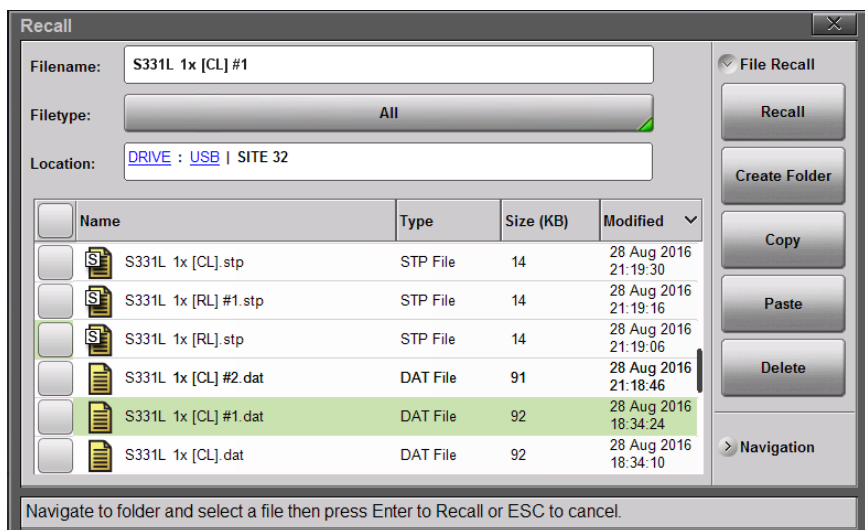 Recall
Filename: S331L 1x [CL] #1
Filetype: All
Location: DRIVE : USB | SITE 32
Name Type Size (KB) Modified
S S331L 1x [CL].stp STP File 14 28 Aug 2016
21:19:30
S S331L 1x [RL] #1.stp STP File 14 28 Aug 2016
21:19:16
S S331L 1x [RL].stp STP File 14 28 Aug 2016
21:19:06
S331L 1x [CL] #2.dat DAT File 91 28 Aug 2016
21:18:46
S331L 1x [CL] #1.dat DAT File 92 28 Aug 2016
18:34:24
S331L 1x [CL].dat DAT File 92 28 Aug 2016
18:34:10
File Recall
Recall
Create Folder
Copy
Paste
Delete
Navigation
Navigate to folder and select a file then press Enter to Recall or ESC to cancel.